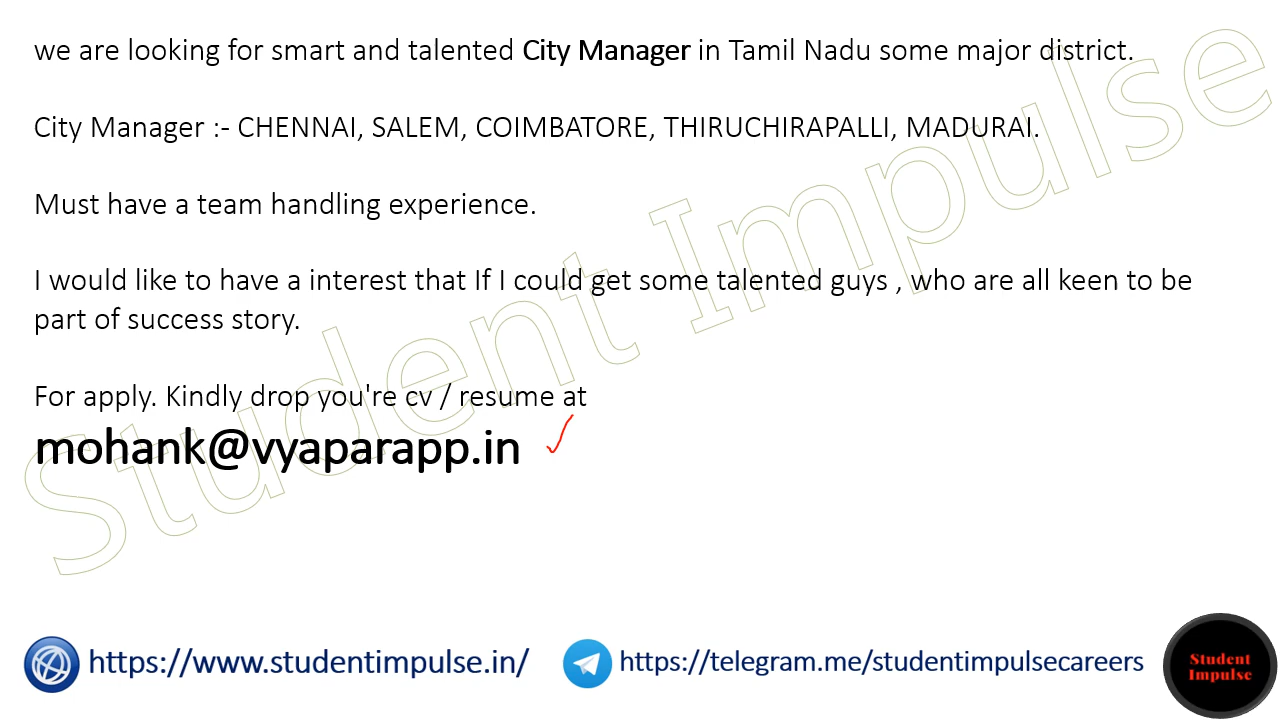 we are looking for smart and talented City Manager in Tamil Nadu some major district.
City Manager :- CHENNAI, SALEM, COIMBATORE, THIRUCHIRAPALLI, MADURAI.
Must have a team handling experience.
I would like to have a interest that If I could get some talented guys , who are all keen to be
part of success story.
For apply. Kindly drop you're cv / resume at
mohank@vyaparapp.in
Student Impulse
https://www.studentimpulse.in/
https://telegram.me/studentimpulsecareers
Student
Impulse